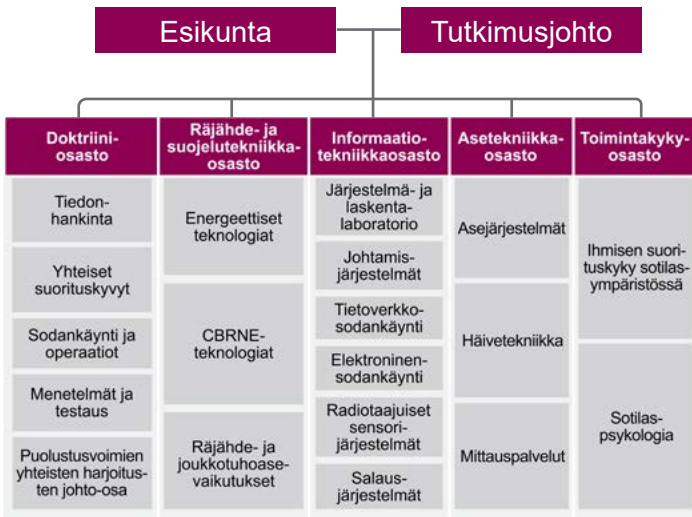 Esikunta
Tutkimusjohto
Doktriini-
osasto
Tiedon-
hankinta
Yhteiset
suorituskyvyt
Sodankäynti ja
operaatiot
Menetelmät ja
testaus
Puolustusvoimien
yhteisten harjoitus-
ten johto-osa
Räjähde- ja
suojelutekniikka-
osasto
Energeettiset
teknologiat
CBRNE-
teknologiat
Räjähde- ja
joukkotuhoase-
vaikutukset
Informaatio-
tekniikkaosasto
Järjestelmä- ja
laskenta-
laboratorio
Johtamis-
järjestelmät
Tietoverkko-
sodankäynti
Elektroninen-
sodankäynti
Radiotaajuiset
sensori-
järjestelmät
Salaus-
järjestelmät
Asetekniikka-
osasto
Asejärjestelmät
Häivetekniikka
Mittauspalvelut
Toimintakyky-
osasto
Ihmisen suori-
tuskyky sotilas-
ympäristössä
Sotilas-
psykologia